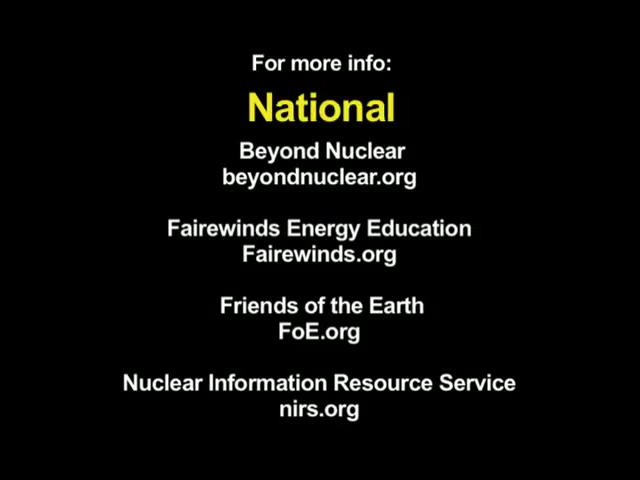 For more info:
National
Beyond Nuclear
beyondnuclear.org
Fairewinds Energy Education
Fairewinds.org
Friends of the Earth
FoE.org
Nuclear Information Resource Service
nirs.org